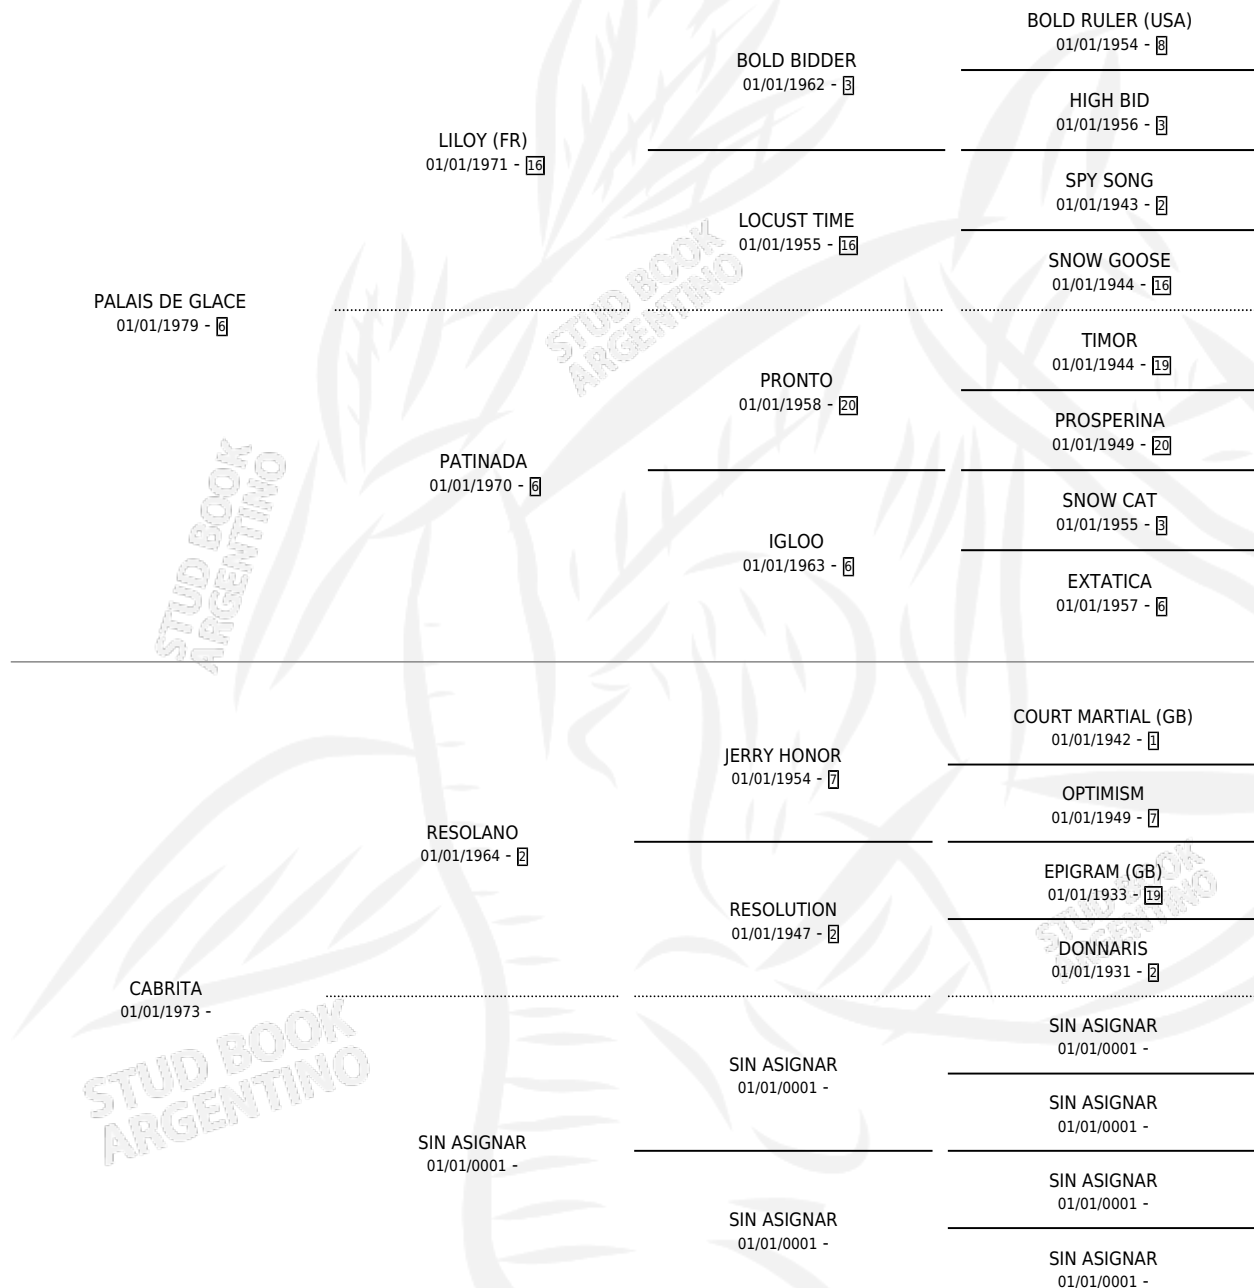 BOLD RULER (USA)
01/01/1954 - 8
BOLD BIDDER
01/01/1962 - 3
HIGH BID
01/01/1956 - 3
LILOY (FR)
01/01/1971 - 16
SPY SONG
01/01/1943 - 2
LOCUST TIME
01/01/1955 - 16
SNOW GOOSE
01/01/1944 - 16
PALAIS DE GLACE
01/01/1979 - 6
TIMOR
01/01/1944 - 19
PRONTO
01/01/1958 - 20
PROSPERINA
01/01/1949 - 20
PATINADA
01/01/1970 - 6
SNOW CAT
01/01/1955 - 3
IGLOO
01/01/1963 - 6
EXTATICA
01/01/1957 - 6
COURT MARTIAL (GB)
01/01/1942 - 1
JERRY HONOR
01/01/1954 - 7
OPTIMISM
01/01/1949 - 7
RESOLANO
01/01/1964 - 2
EPIGRAM (GB)
01/01/1933 - 19
RESOLUTION
01/01/1947 - 2
DONNARIS
01/01/1931 - 2
CABRITA
01/01/1973 -
SIN ASIGNAR
01/01/0001 -
SIN ASIGNAR
01/01/0001 -
SIN ASIGNAR
01/01/0001 -
SIN ASIGNAR
01/01/0001 -
SIN ASIGNAR
01/01/0001 -
SIN ASIGNAR
01/01/0001 -
SIN ASIGNAR
01/01/0001 -
STUD BOOK
ARGENTINO
STUD BOOK
ARGENTINO
STUD BOOK
ARGENTINO
STUD BOOK
ARGENTINO